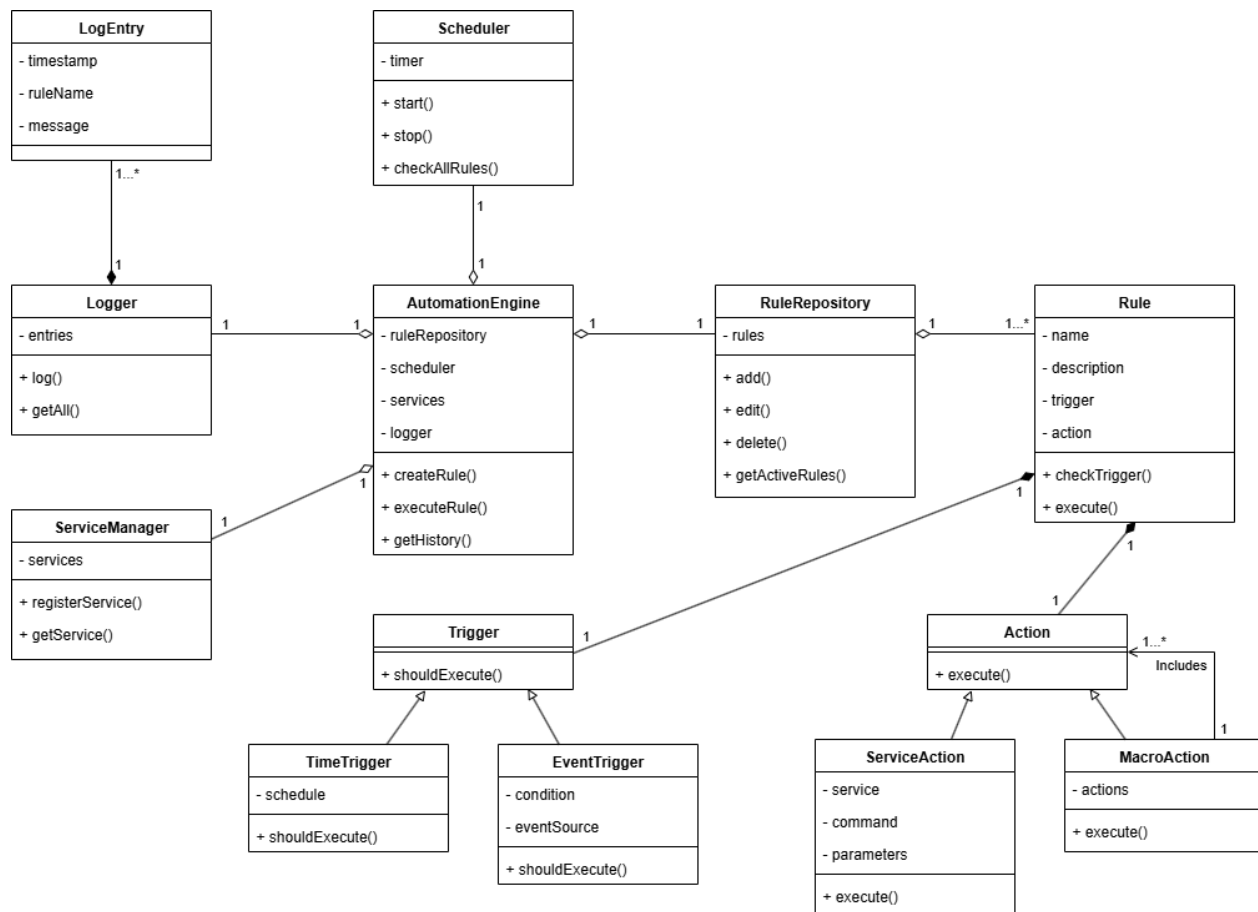 LogEntry
- timestamp
- ruleName
- message
1...*
1
Scheduler
- timer
+ start()
+ stop()
+ checkAllRules()
1
1
Logger
- entries
+ log()
+ getAll()
1
1
AutomationEngine
- ruleRepository
- scheduler
- services
- logger
+ createRule()
+ executeRule()
+ getHistory()
1
1
RuleRepository
- rules
+ add()
+ edit()
+ delete()
+ getActiveRules()
1
1...*
Rule
- name
- description
- trigger
- action
+ checkTrigger()
+ execute()
1
1
ServiceManager
- services
+ registerService()
+ getService()
1
1
1
1
Trigger
+ shouldExecute()
Action
+ execute()
1...*
Includes
1
TimeTrigger
- schedule
+ shouldExecute()
EventTrigger
- condition
- eventSource
+ shouldExecute()
ServiceAction
- service
- command
- parameters
+ execute()
MacroAction
- actions
+ execute()